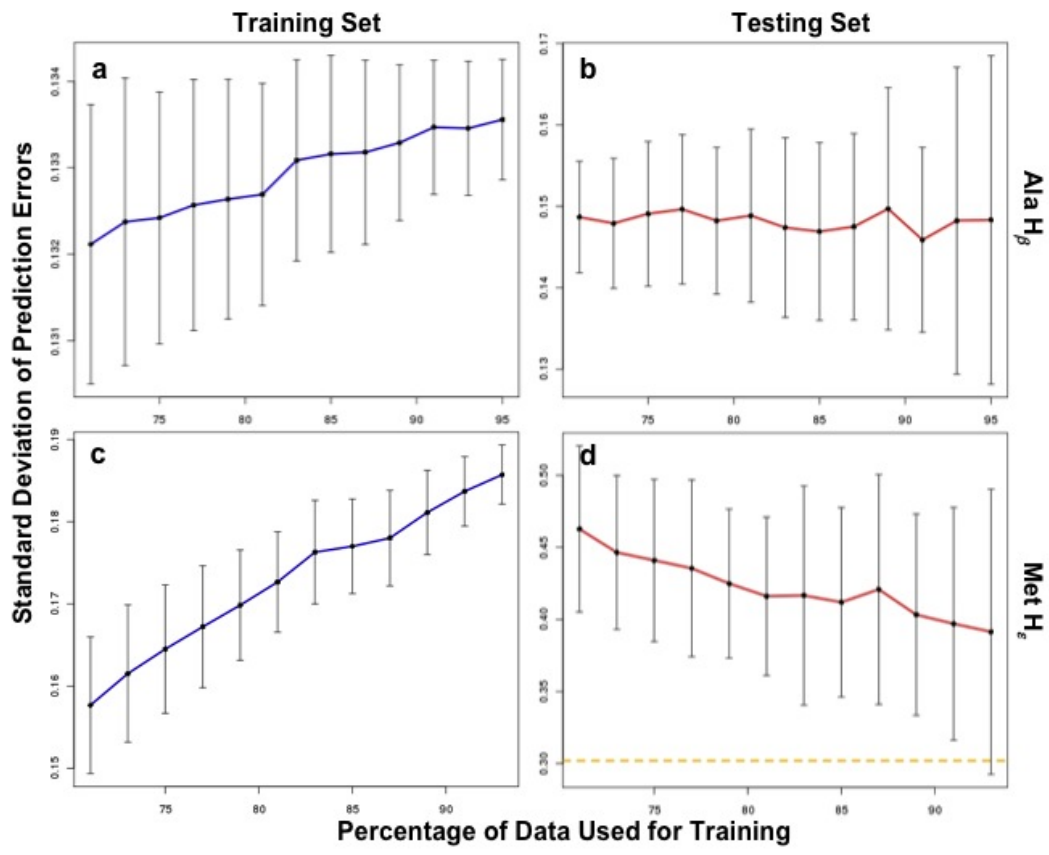 Training Set
Testing Set
Standard Deviation of Prediction Errors
a
0.134
0.133
0.132
0.131
75 80 85 90 95
b
0.17
0.16
0.15
0.14
0.13
75 80 85 90 95
Ala Hβ
c
0.19
0.18
0.17
0.16
0.15
75 80 85 90
d
0.50
0.45
0.40
0.35
0.30
75 80 85 90
Met Hε
Percentage of Data Used for Training